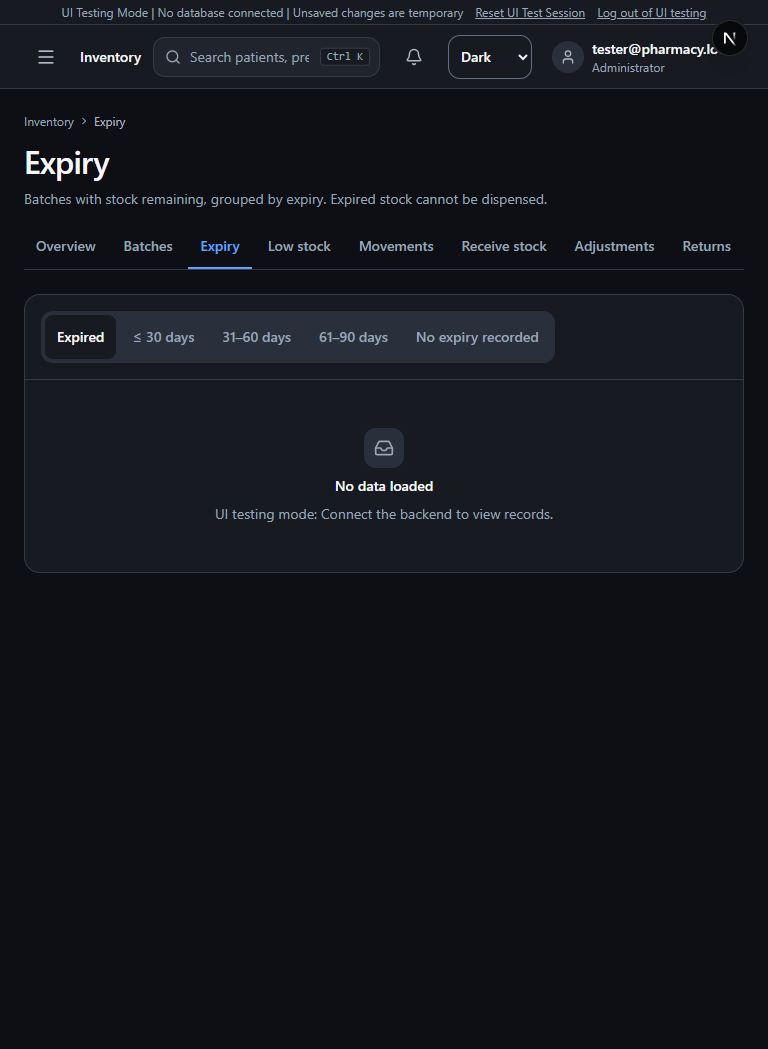 UI Testing Mode | No database connected | Unsaved changes are temporary Reset UI Test Session Log out of UI testing
Inventory Search patients, pre Ctrl K Dark tester@pharmacy.lo N
Administrator
Inventory > Expiry
Expiry
Batches with stock remaining, grouped by expiry. Expired stock cannot be dispensed.
Overview Batches Expiry Low stock Movements Receive stock Adjustments Returns
Expired ≤ 30 days 31–60 days 61–90 days No expiry recorded
No data loaded
UI testing mode: Connect the backend to view records.